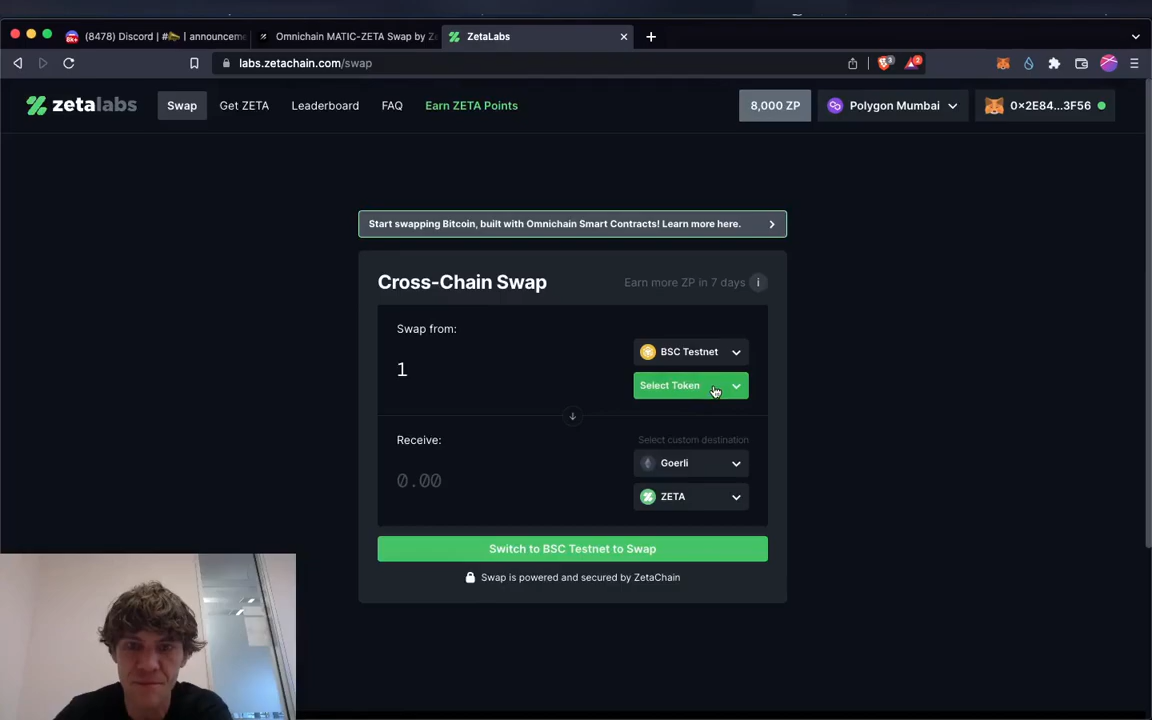 (8478) Discord | #📣 | announceme
Omnichain MATIC-ZETA Swap by Ze
ZetaLabs
labs.zetachain.com/swap
3
2
zetalabs
Swap
Get ZETA
Leaderboard
FAQ
Earn ZETA Points
8,000 ZP
Polygon Mumbai
0×2E84...3F56
Start swapping Bitcoin, built with Omnichain Smart Contracts! Learn more here.
Cross-Chain Swap
Earn more ZP in 7 days
i
Swap from:
BSC Testnet
1
Select Token
Receive:
Select custom destination
Goerli
0.00
ZETA
Switch to BSC Testnet to Swap
Swap is powered and secured by ZetaChain